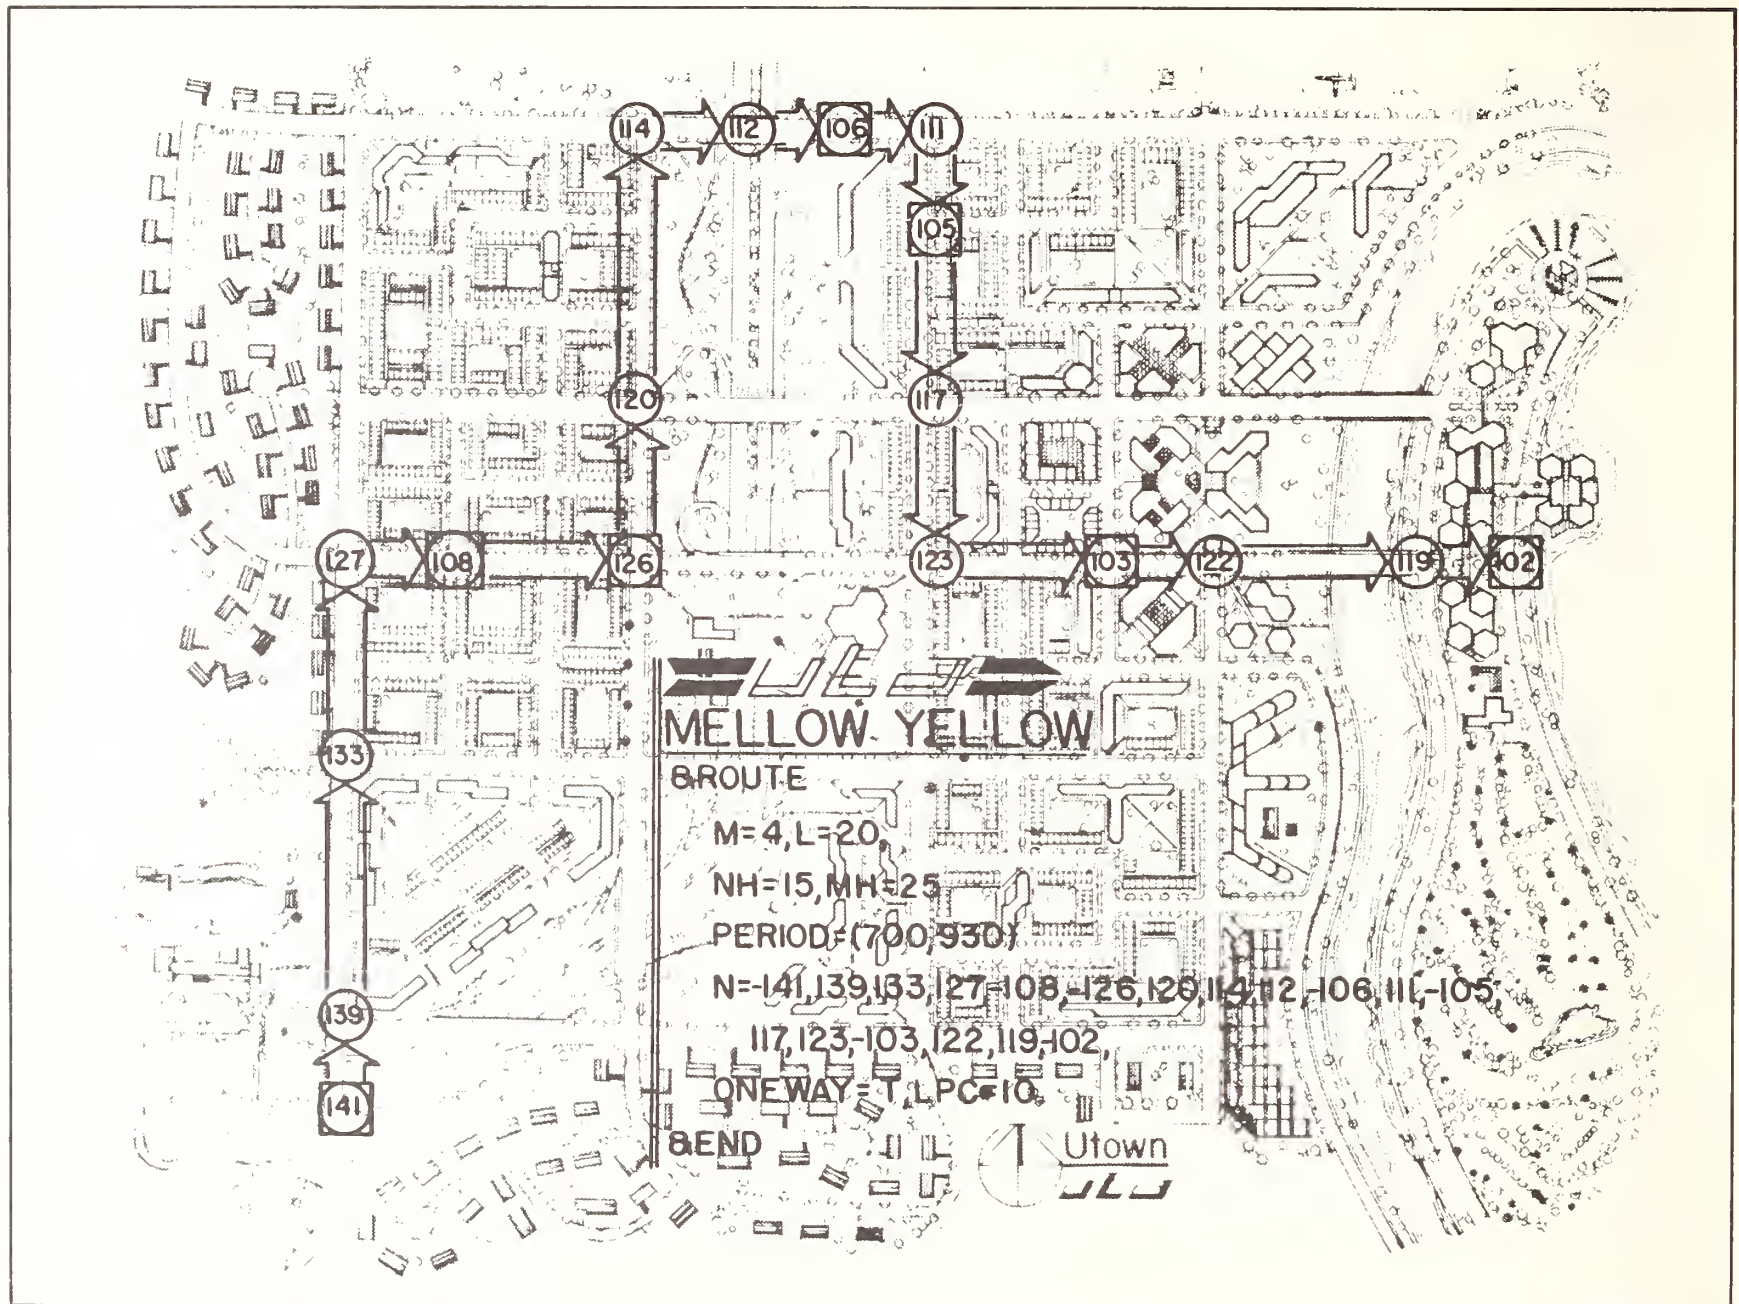 114 112 106 111
105
120 117
127 108 126 123 103 122 119 102
133
139
141
MELLOW YELLOW
&ROUTE
M=4, L=20,
NH=15, MH=25
PERIOD=(700,930)
N=-141,139,133,127,-108,-126,120,114,112,-106,111,-105,
117,123,-103,122,119,-102,
ONEWAY=T, LPC=10,
&END
Utown